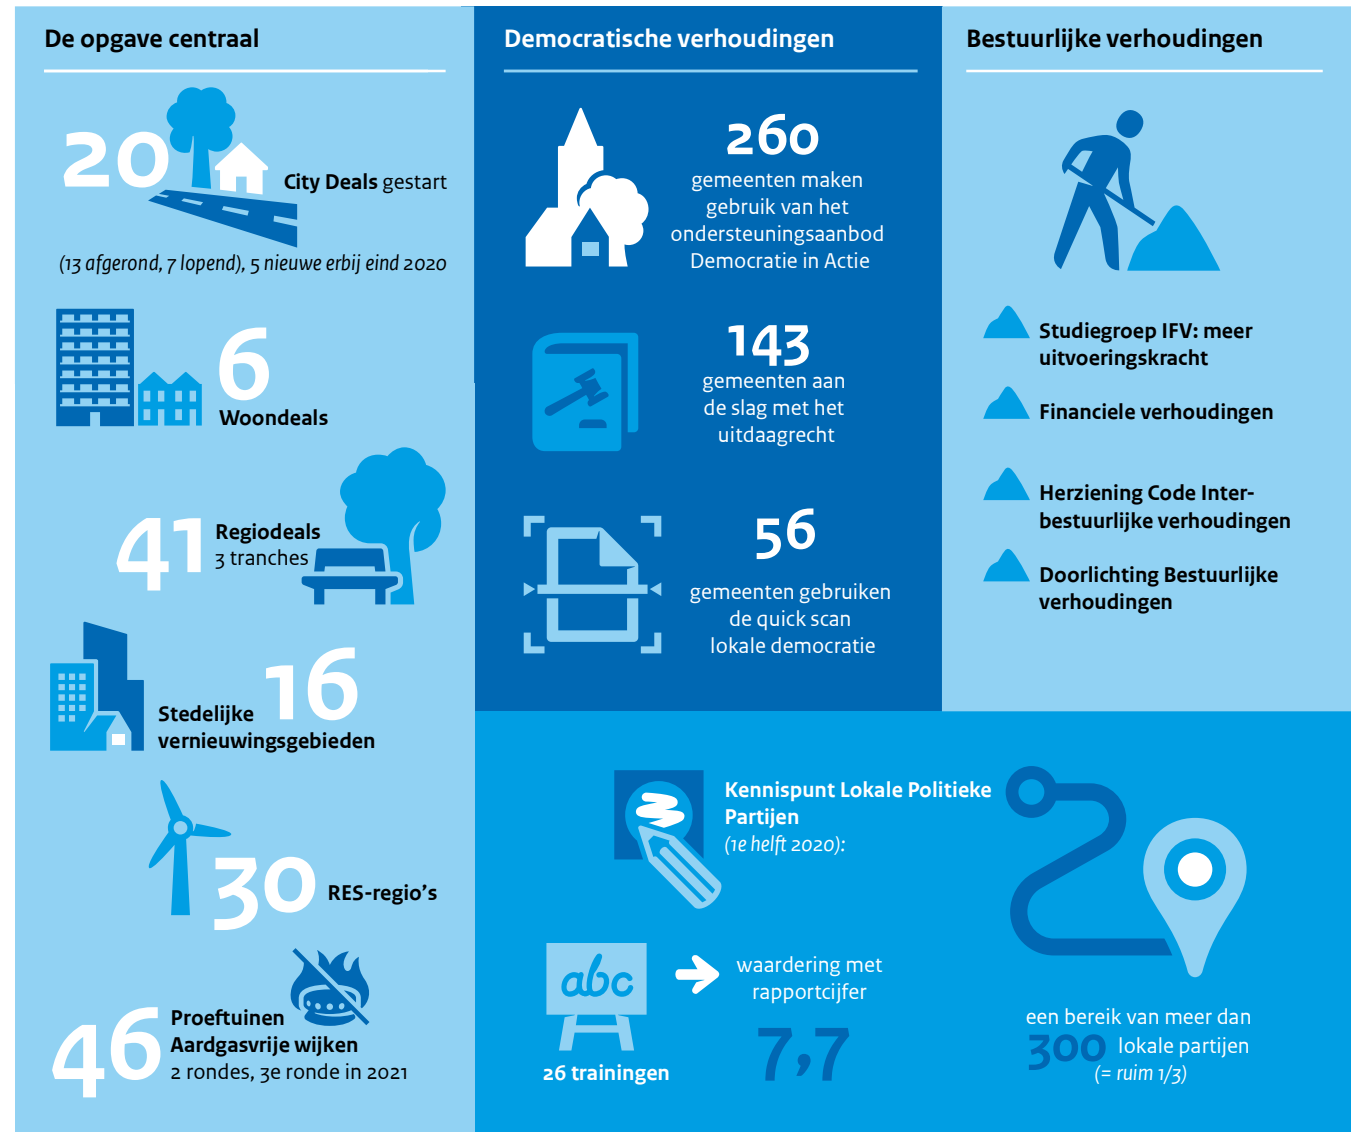 De opgave centraal
20
City Deals gestart
(13 afgerond, 7 lopend), 5 nieuwe erbij eind 2020
6
Woondeals
41
Regiodeals
3 tranches
16
Stedelijke
vernieuwingsgebieden
30
RES-regio's
46
Proeftuinen
Aardgasvrije wijken
2 rondes, 3e ronde in 2021
Democratische verhoudingen
260
gemeenten maken
gebruik van het
ondersteuningsaanbod
Democratie in Actie
143
gemeenten aan
de slag met het
uitdaagrecht
56
gemeenten gebruiken
de quick scan
lokale democratie
Bestuurlijke verhoudingen
Studiegroep IFV: meer
uitvoeringskracht
Financiele verhoudingen
Herziening Code Inter-
bestuurlijke verhoudingen
Doorlichting Bestuurlijke
verhoudingen
Kennispunt Lokale Politieke
Partijen
(1e helft 2020):
abc
26 trainingen
waardering met
rapportcijfer
7,7
een bereik van meer dan
300 lokale partijen
(= ruim 1/3)